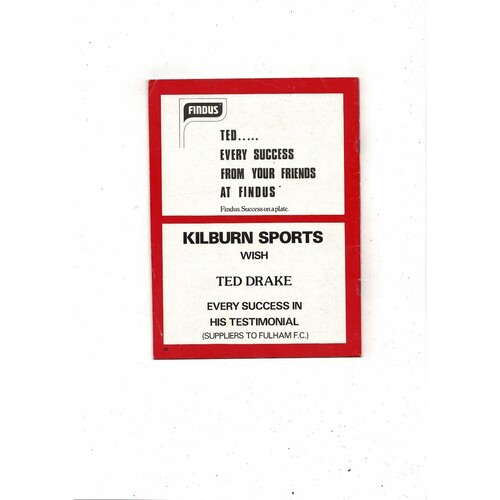 FINDUS
TED.....
EVERY SUCCESS
FROM YOUR FRIENDS
AT FINDUS
Findus. Success on a plate.
KILBURN SPORTS
WISH
TED DRAKE
EVERY SUCCESS IN
HIS TESTIMONIAL
(SUPPLIERS TO FULHAM F.C.)